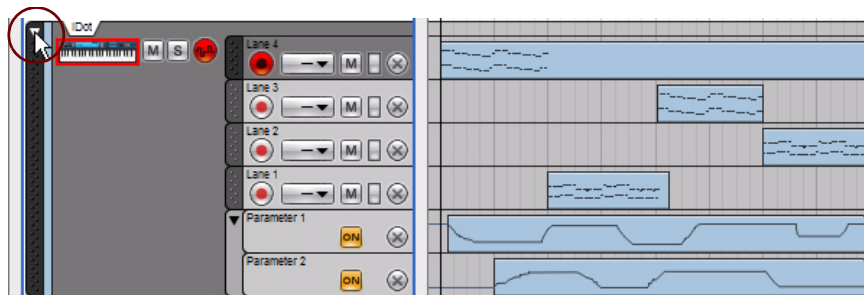 IDot
M S
Lane 4
M
Lane 3
M
Lane 2
M
Lane 1
M
Parameter 1
ON
Parameter 2
ON